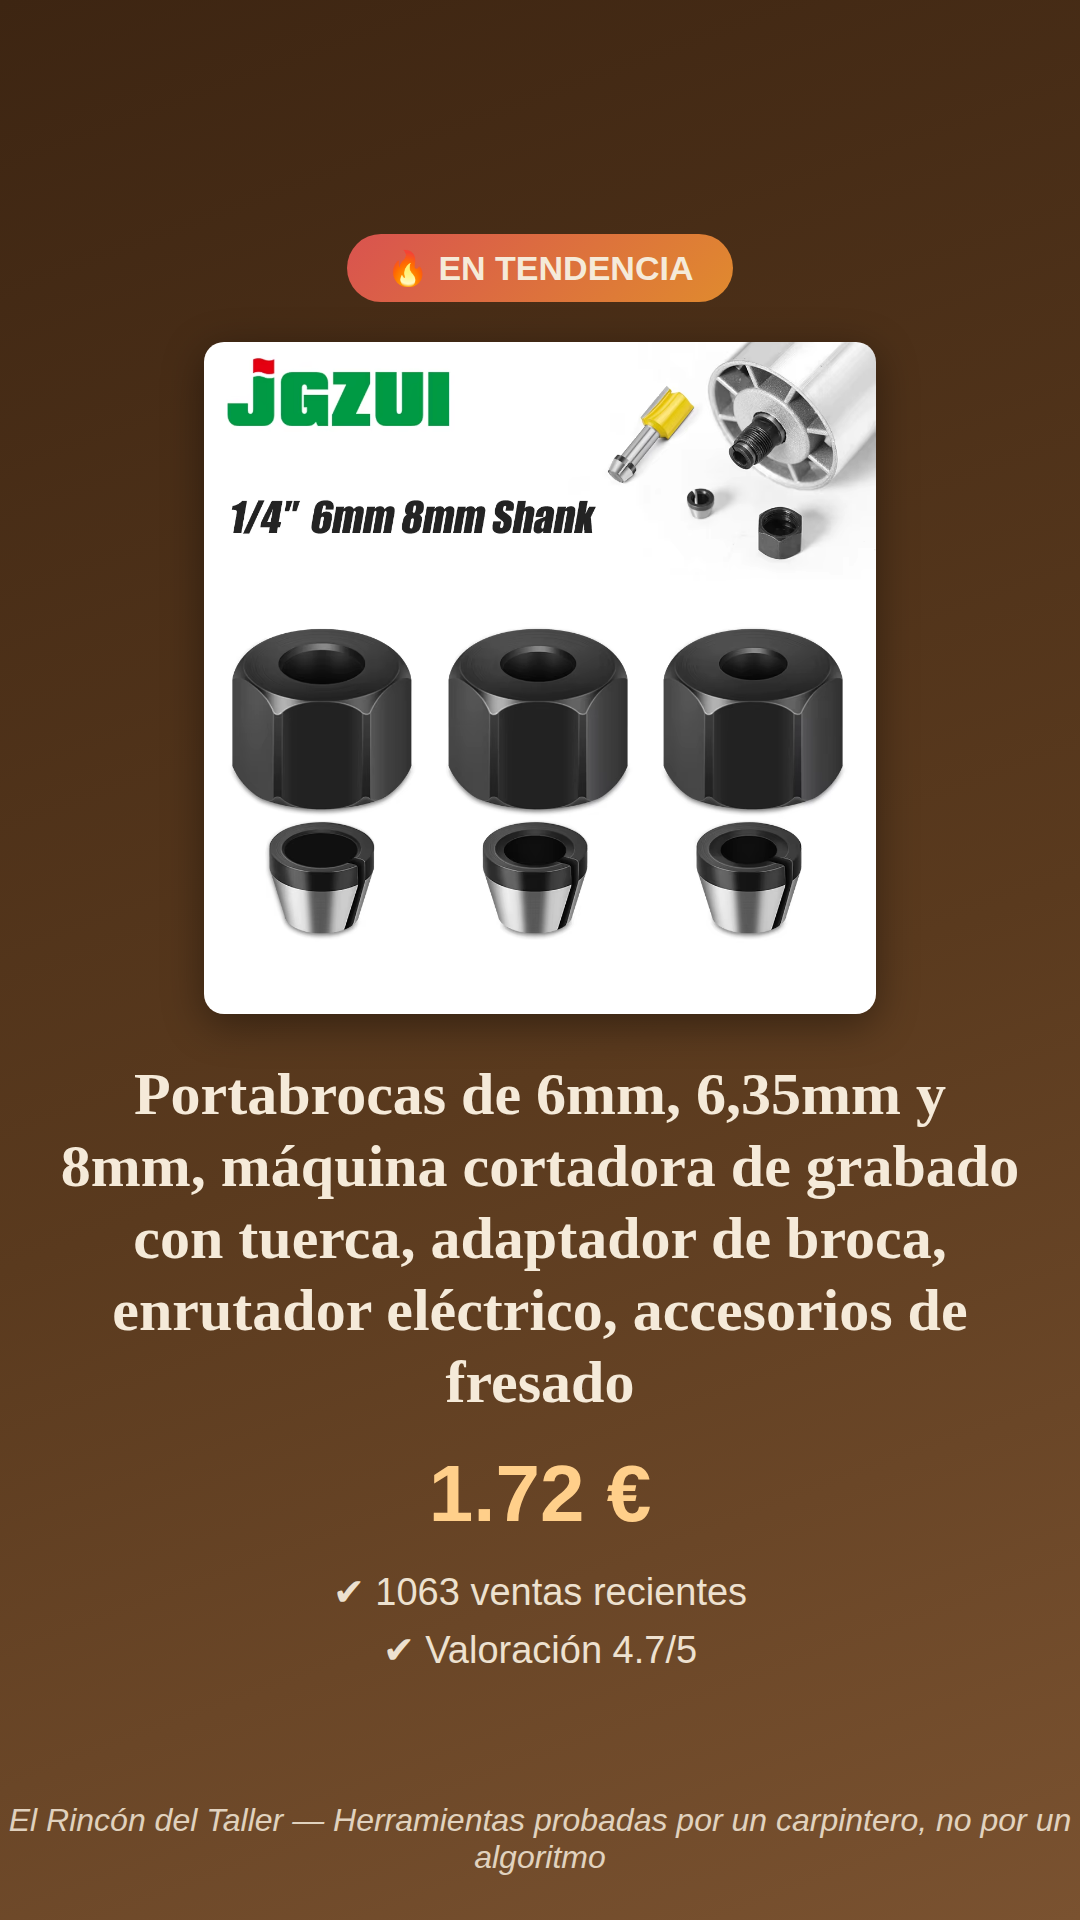 🔥 EN TENDENCIA
JGZUI
1/4" 6mm 8mm Shank
Portabrocas de 6mm, 6,35mm y
8mm, máquina cortadora de grabado
con tuerca, adaptador de broca,
enrutador eléctrico, accesorios de
fresado
1.72 €
✔ 1063 ventas recientes
✔ Valoración 4.7/5
El Rincón del Taller — Herramientas probadas por un carpintero, no por un
algoritmo